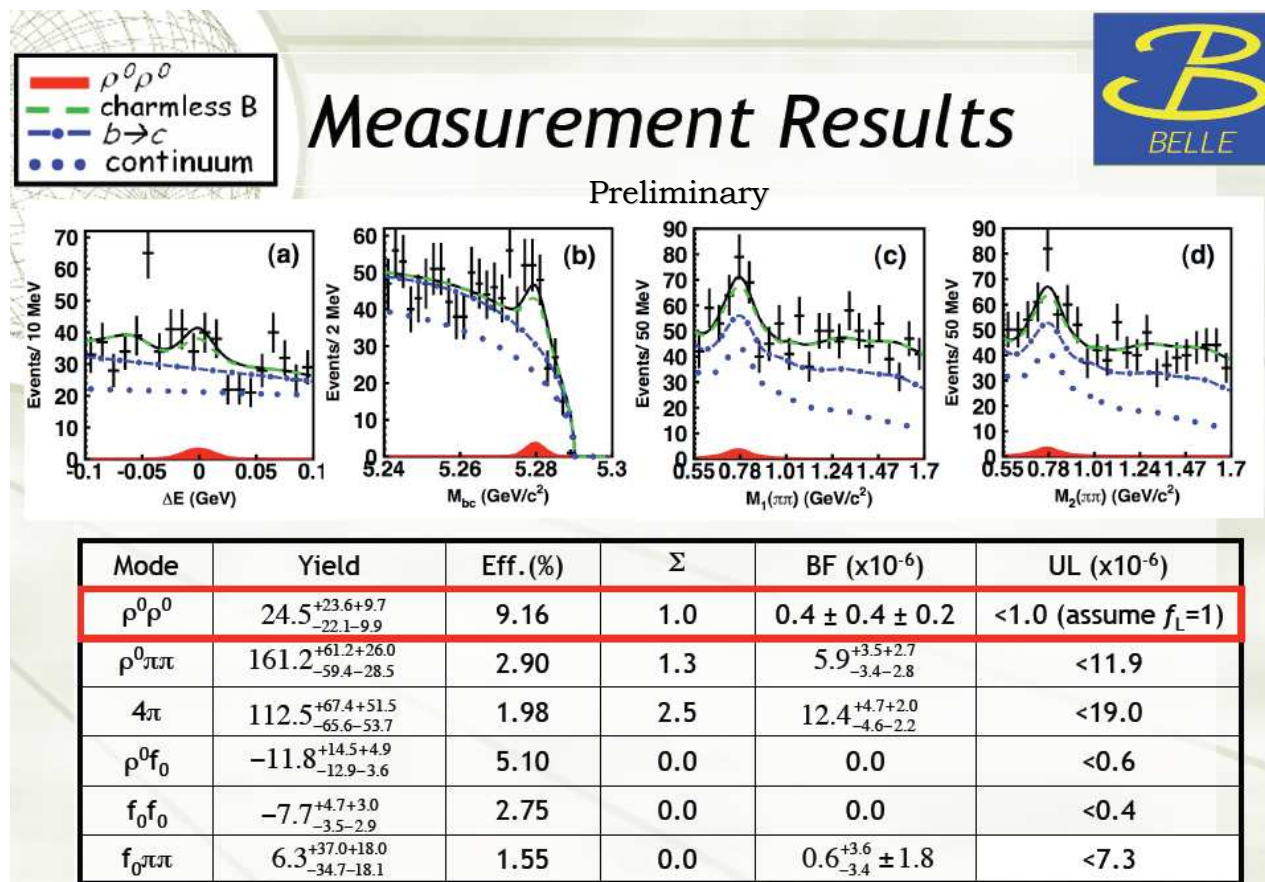 ρ⁰ρ⁰
charmless B
b→c
continuum
Measurement Results
B
BELLE
Preliminary
(a)
Events/ 10 MeV
70
60
50
40
30
20
10
0
-0.1 -0.05 0 0.05 0.1
ΔE (GeV)
(b)
Events/ 2 MeV
60
50
40
30
20
10
0
5.24 5.26 5.28 5.3
M_bc (GeV/c²)
(c)
Events/ 50 MeV
90
80
70
60
50
40
30
20
10
0
0.55 0.78 1.01 1.24 1.47 1.7
M₁(ππ) (GeV/c²)
(d)
Events/ 50 MeV
90
80
70
60
50
40
30
20
10
0
0.55 0.78 1.01 1.24 1.47 1.7
M₂(ππ) (GeV/c²)
Mode Yield Eff.(%) Σ BF (x10⁻⁶) UL (x10⁻⁶)
ρ⁰ρ⁰ 24.5 +23.6+9.7 −22.1−9.9 9.16 1.0 0.4 ± 0.4 ± 0.2 <1.0 (assume f_L=1)
ρ⁰ππ 161.2 +61.2+26.0 −59.4−28.5 2.90 1.3 5.9 +3.5+2.7 −3.4−2.8 <11.9
4π 112.5 +67.4+51.5 −65.6−53.7 1.98 2.5 12.4 +4.7+2.0 −4.6−2.2 <19.0
ρ⁰f₀ −11.8 +14.5+4.9 −12.9−3.6 5.10 0.0 0.0 <0.6
f₀f₀ −7.7 +4.7+3.0 −3.5−2.9 2.75 0.0 0.0 <0.4
f₀ππ 6.3 +37.0+18.0 −34.7−18.1 1.55 0.0 0.6 +3.6 −3.4 ± 1.8 <7.3